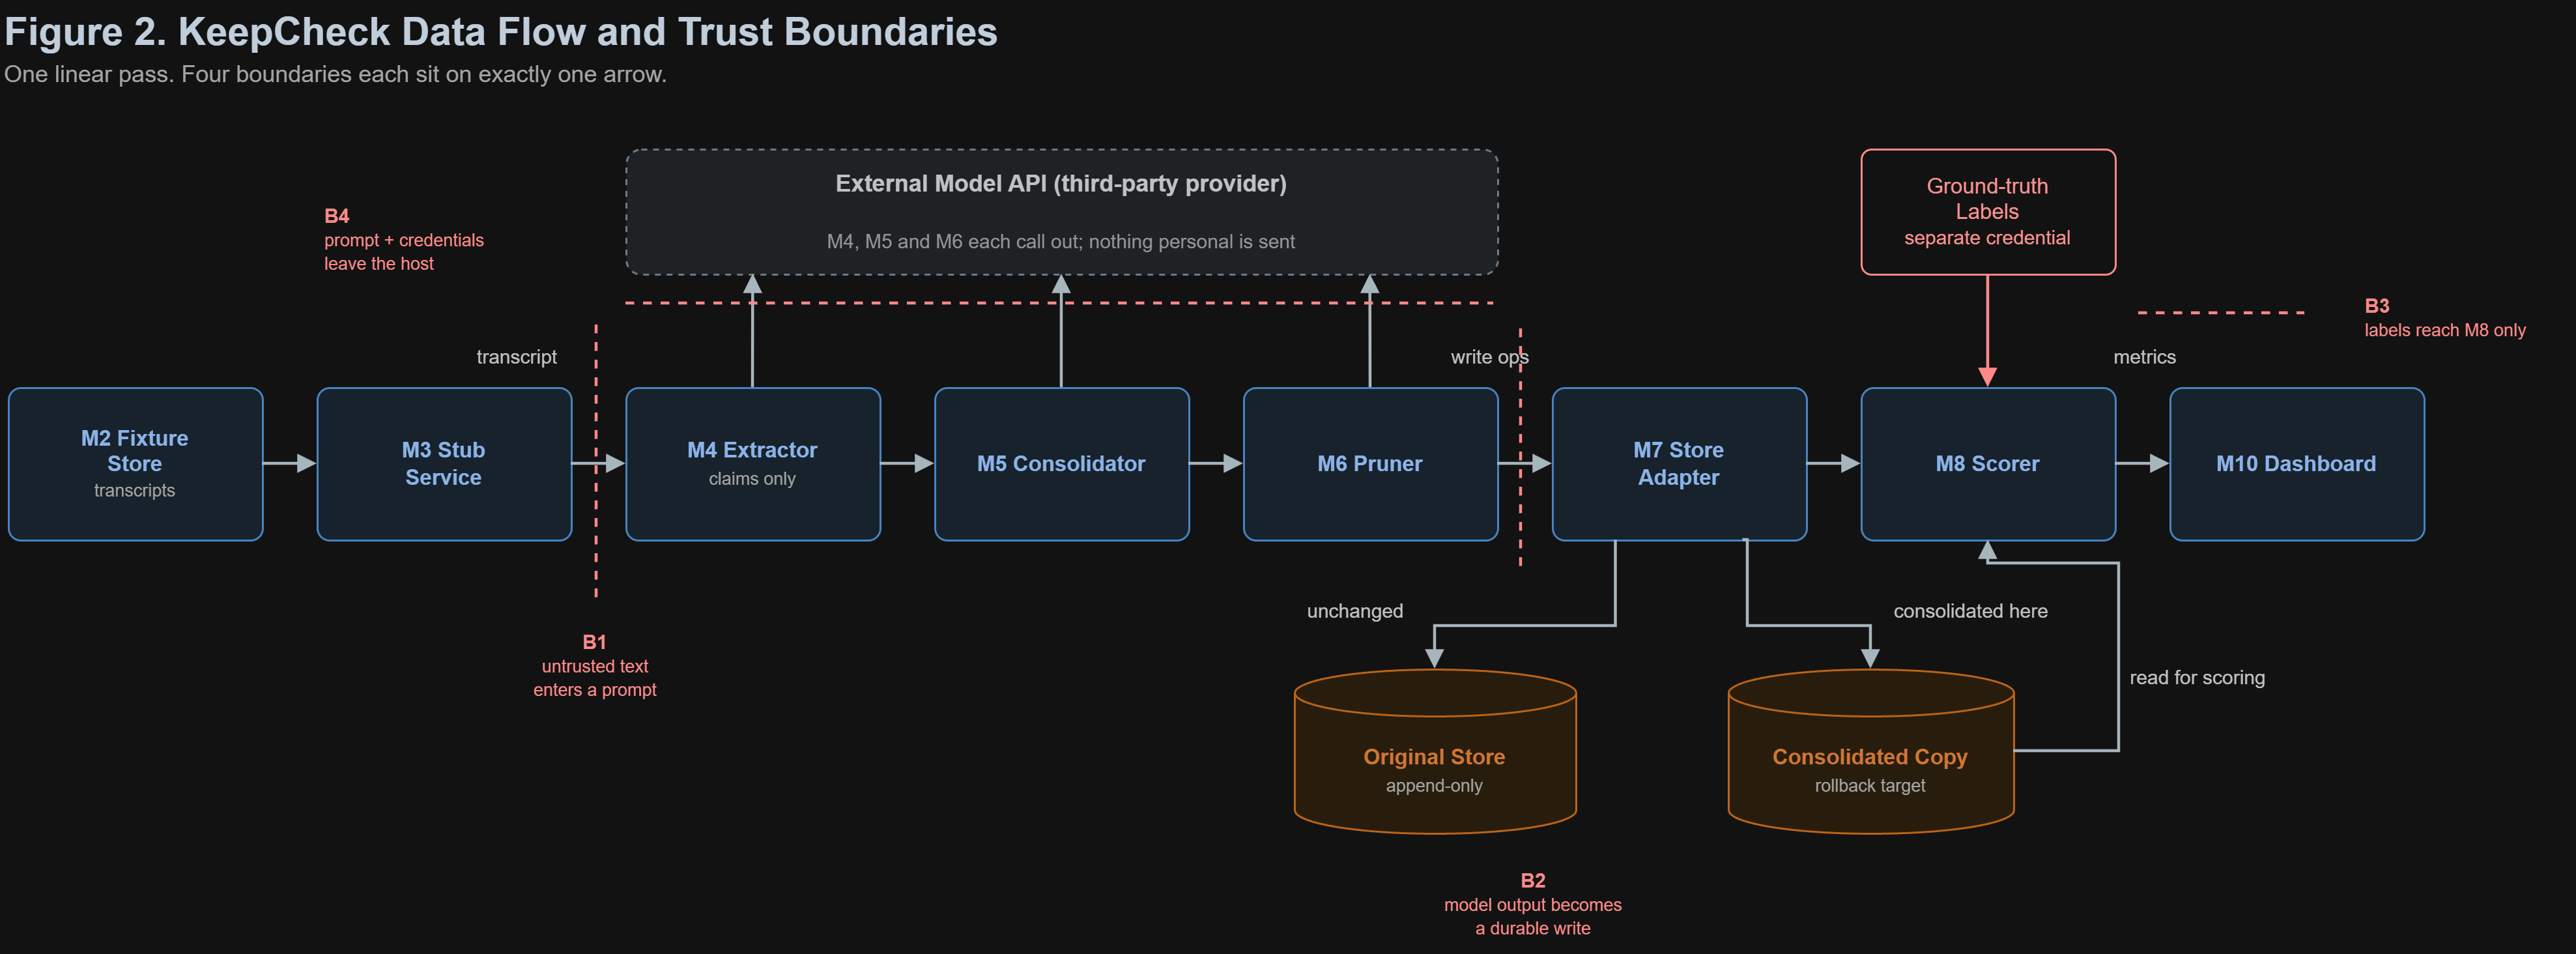 Figure 2. KeepCheck Data Flow and Trust Boundaries
One linear pass. Four boundaries each sit on exactly one arrow.
External Model API (third-party provider)
M4, M5 and M6 each call out; nothing personal is sent
Ground-truth
Labels
separate credential
B4
prompt + credentials
leave the host
B3
labels reach M8 only
transcript
write ops
metrics
M2 Fixture
Store
transcripts
M3 Stub
Service
M4 Extractor
claims only
M5 Consolidator
M6 Pruner
M7 Store
Adapter
M8 Scorer
M10 Dashboard
unchanged
consolidated here
B1
untrusted text
enters a prompt
read for scoring
Original Store
append-only
Consolidated Copy
rollback target
B2
model output becomes
a durable write